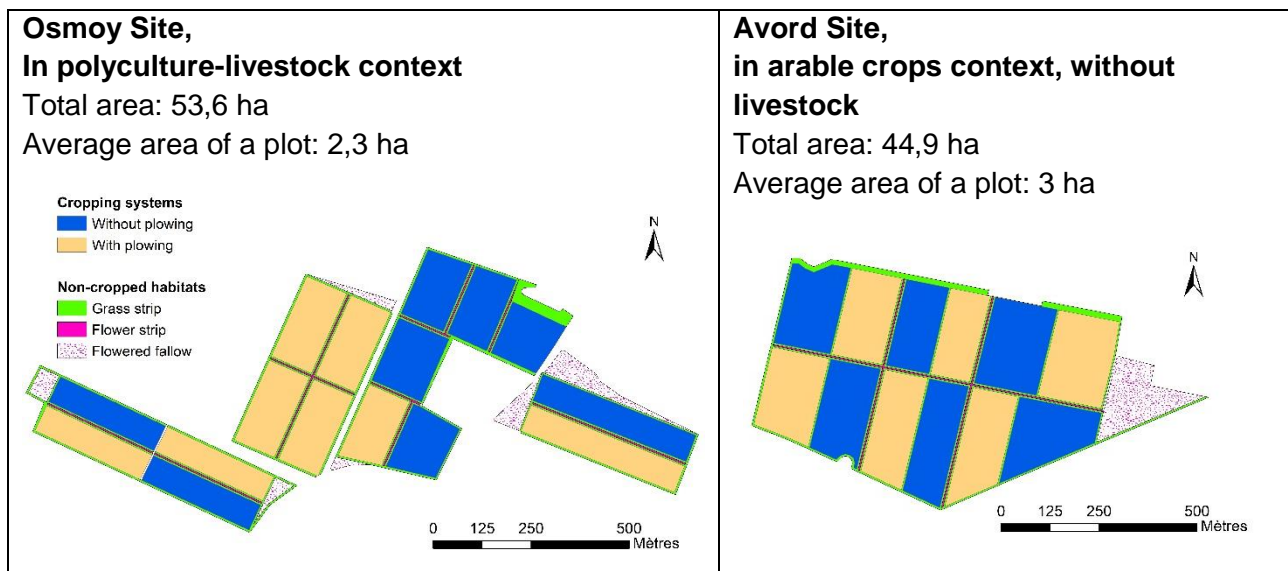 Osmoy Site,
In polyculture-livestock context
Total area: 53,6 ha
Average area of a plot: 2,3 ha
Cropping systems
Without plowing
With plowing
Non-cropped habitats
Grass strip
Flower strip
Flowered fallow
N
0 125 250 500
Mètres
Avord Site,
in arable crops context, without
livestock
Total area: 44,9 ha
Average area of a plot: 3 ha
N
0 125 250 500
Mètres